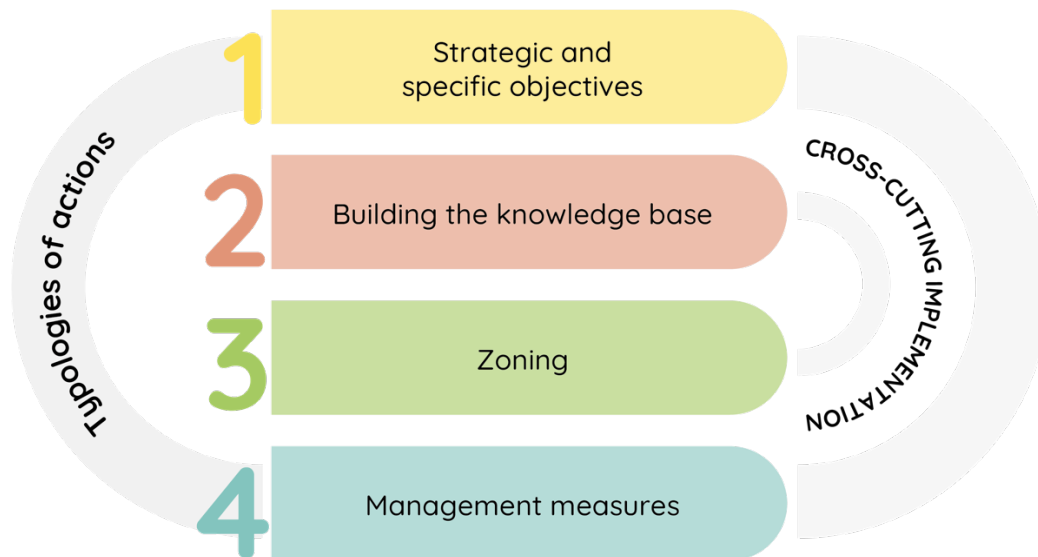 Typologies of actions
1
Strategic and
specific objectives
2
Building the knowledge base
3
Zoning
4
Management measures
CROSS-CUTTING IMPLEMENTATION